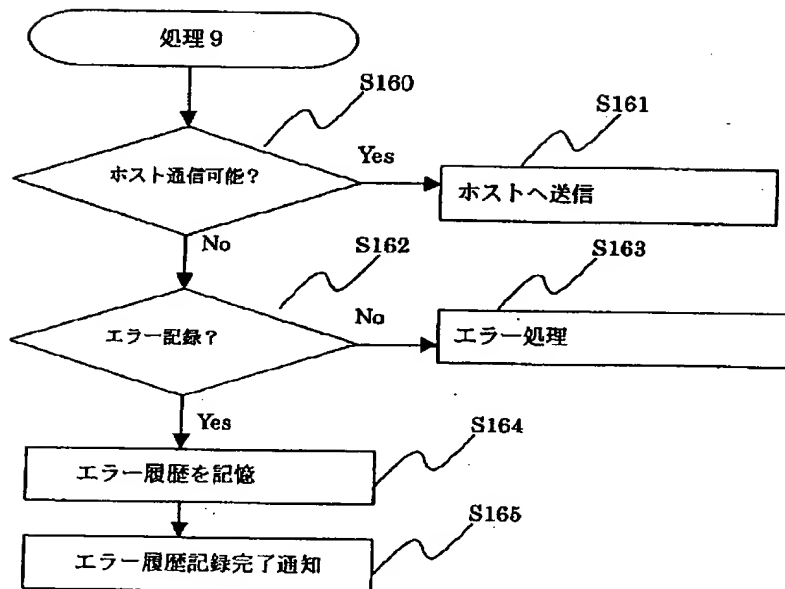 処理9
S160
ホスト通信可能?
Yes
S161
ホストへ送信
No
S162
エラー記録?
No
S163
エラー処理
Yes
S164
エラー履歴を記憶
S165
エラー履歴記録完了通知